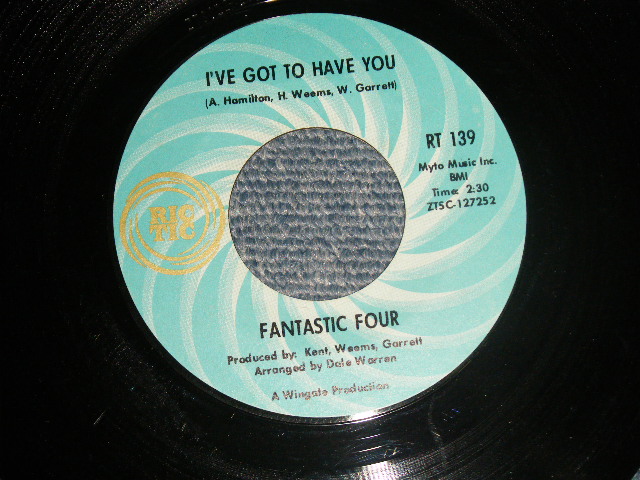 I'VE GOT TO HAVE YOU
(A. Hamilton, H. Weems, W. Garrett)
RT 139
Myto Music Inc.
BMI
Time: 2:30
ZTSC-127252
RIC
TIC
FANTASTIC FOUR
Produced by: Kent, Weems, Garrett
Arranged by Dale Warren
A Wingate Production